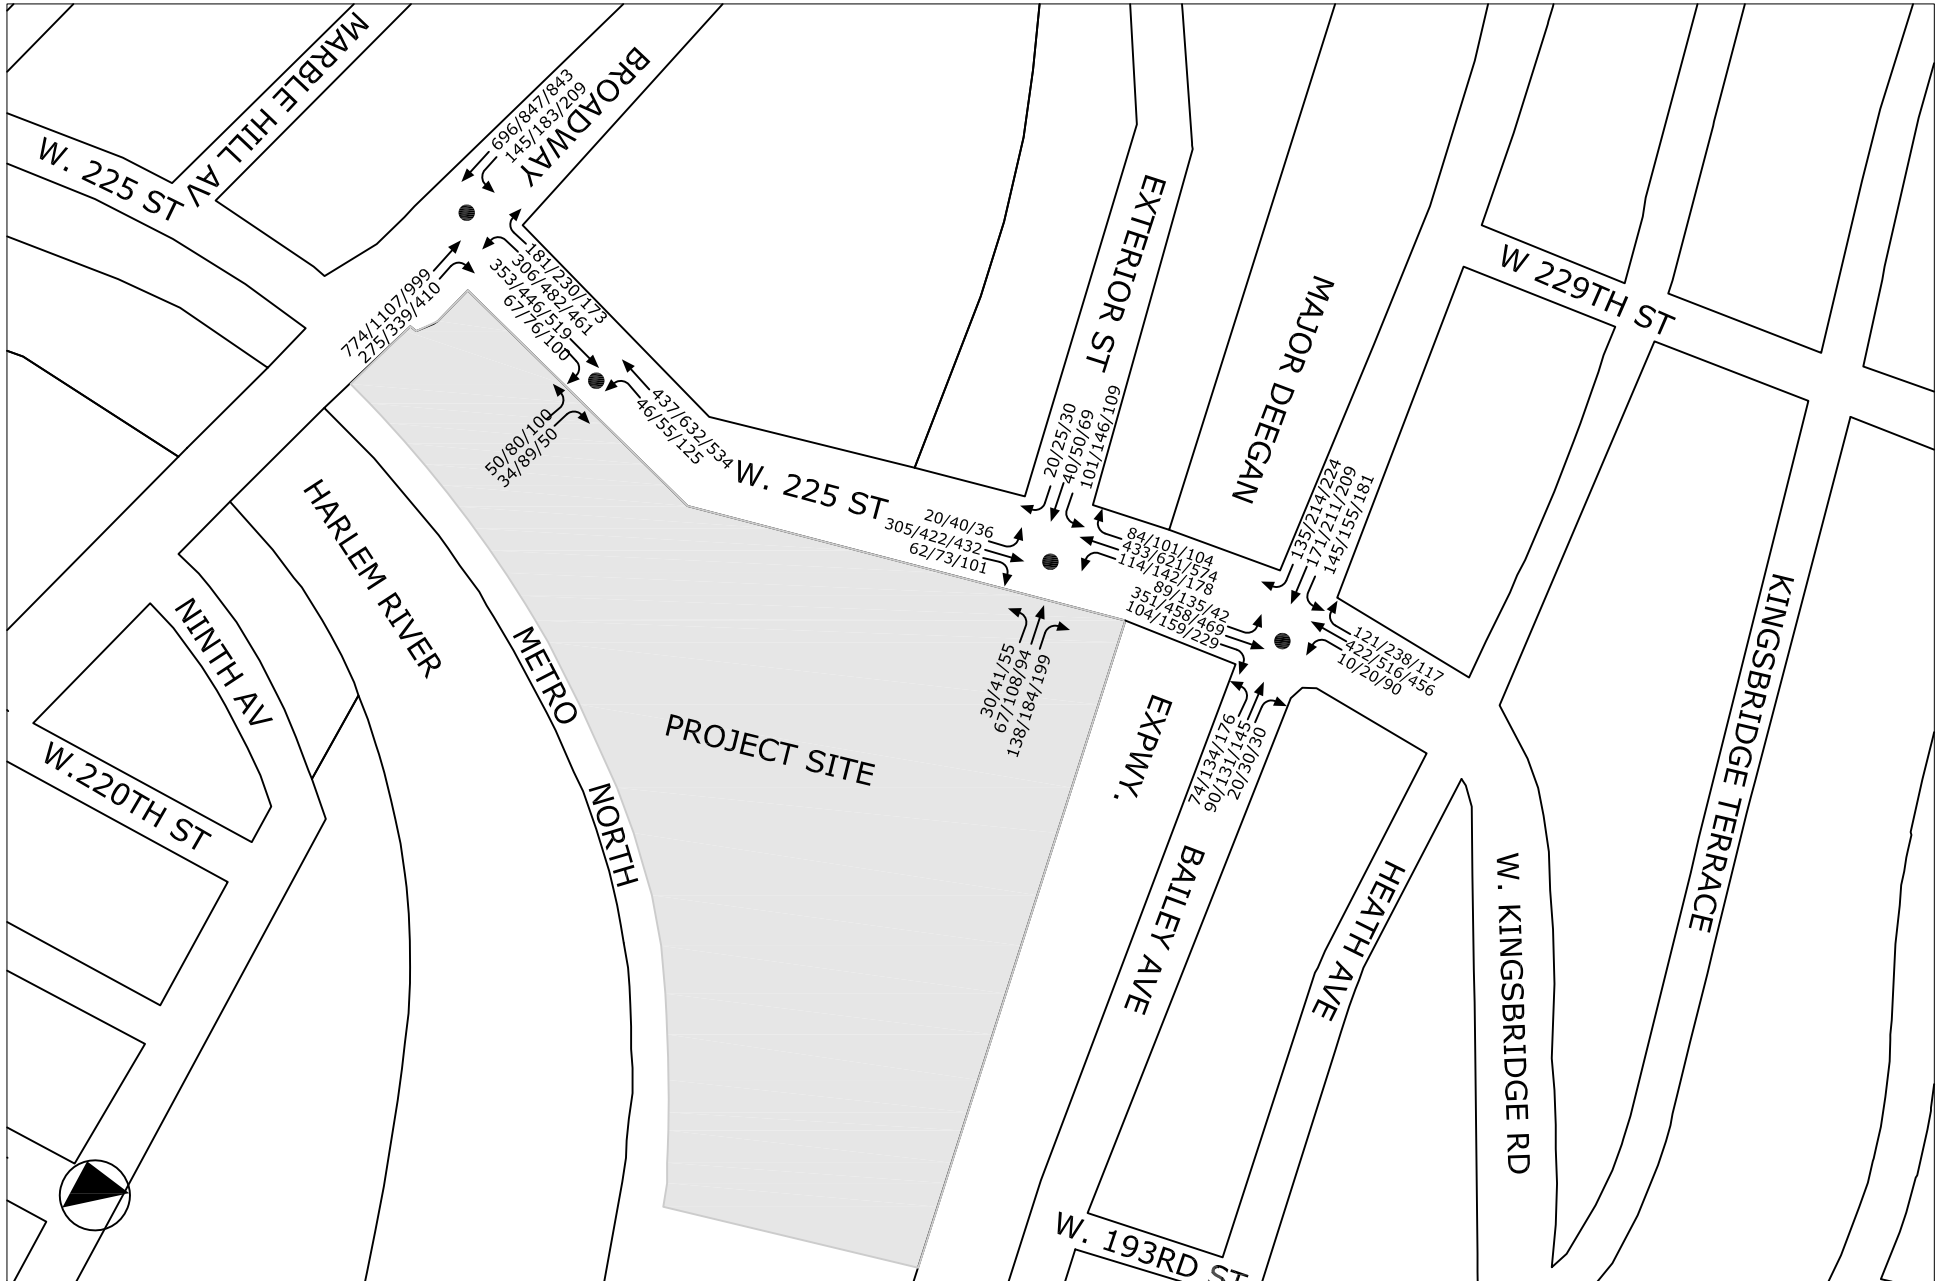 MARBLE HILL AV
BROADWAY
W. 225 ST
696/847/843
145/183/209
774/1107/999
275/339/410
181/230/173
306/482/461
353/446/519
67/76/100
437/632/534
46/55/125
50/80/100
34/89/50
EXTERIOR ST
MAJOR DEEGAN
W 229TH ST
W. 225 ST
20/25/30
40/50/69
101/146/109
20/40/36
305/422/432
62/73/101
84/101/104
433/621/574
114/142/178
89/135/42
351/458/469
104/159/229
135/214/224
171/211/209
145/155/181
121/238/117
422/516/456
10/20/90
30/41/55
67/108/94
138/184/199
74/134/176
90/131/145
20/30/30
HARLEM RIVER
NINTH AV
METRO
NORTH
W.220TH ST
PROJECT SITE
EXPWY.
BAILEY AVE
HEATH AVE
W. KINGSBRIDGE RD
KINGSBRIDGE TERRACE
W. 193RD ST